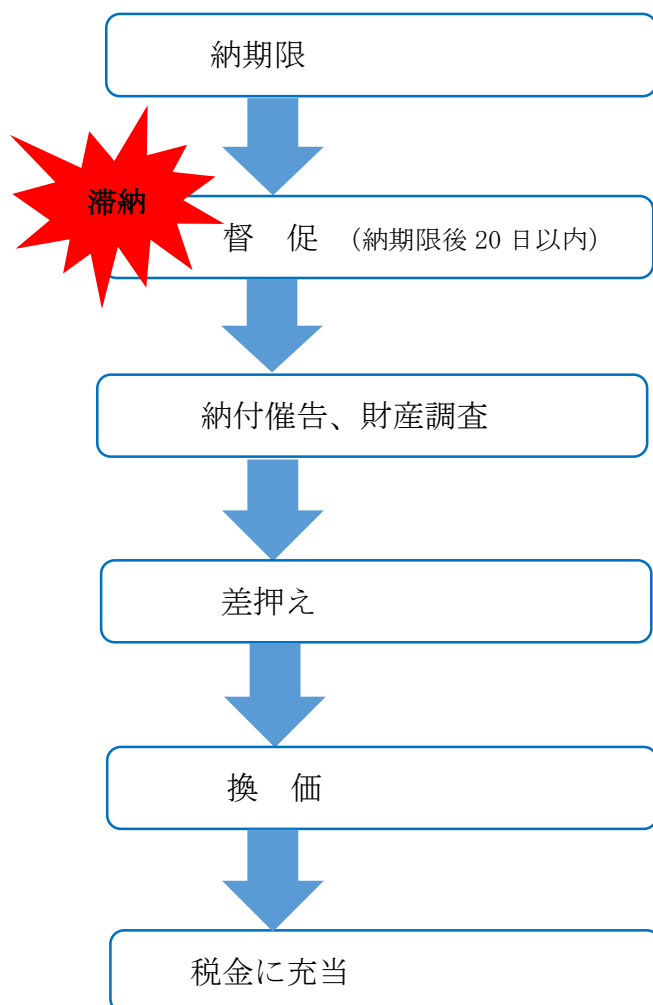 納期限
滞納
督　促　（納期限後 20 日以内）
納付催告、財産調査
差押え
換　価
税金に充当